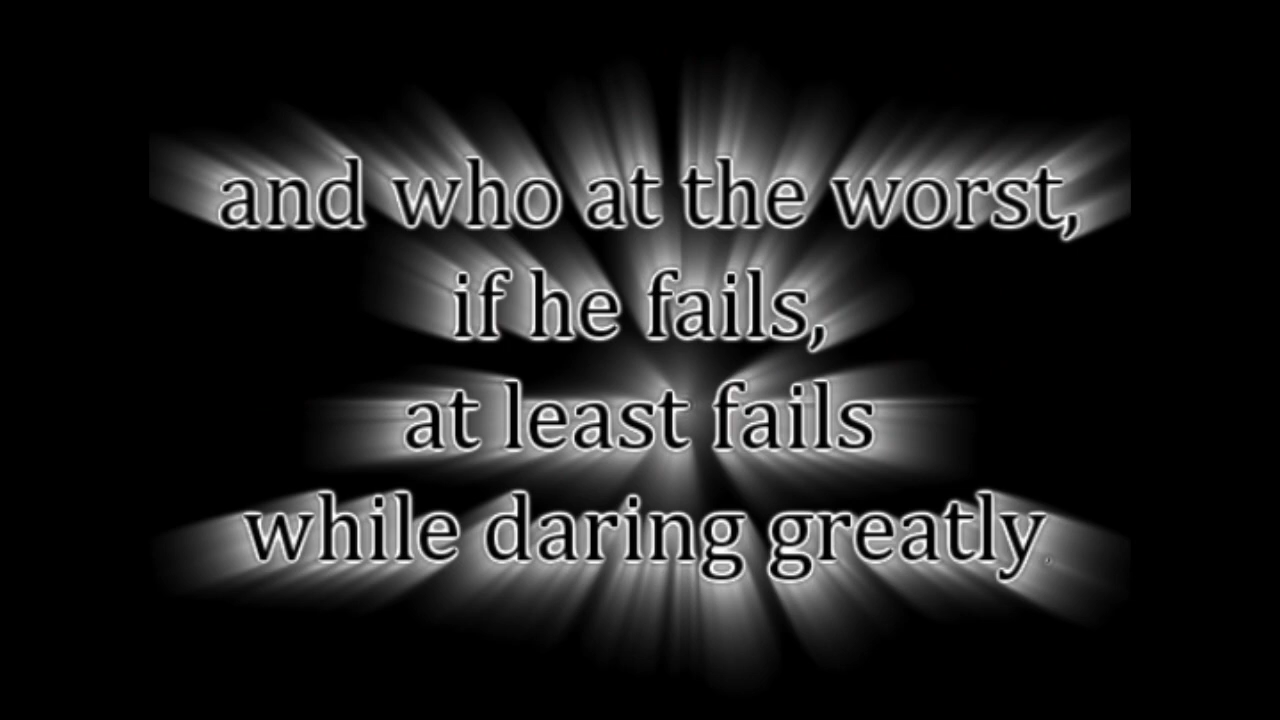 and who at the worst,
if he fails,
at least fails
while daring greatly.